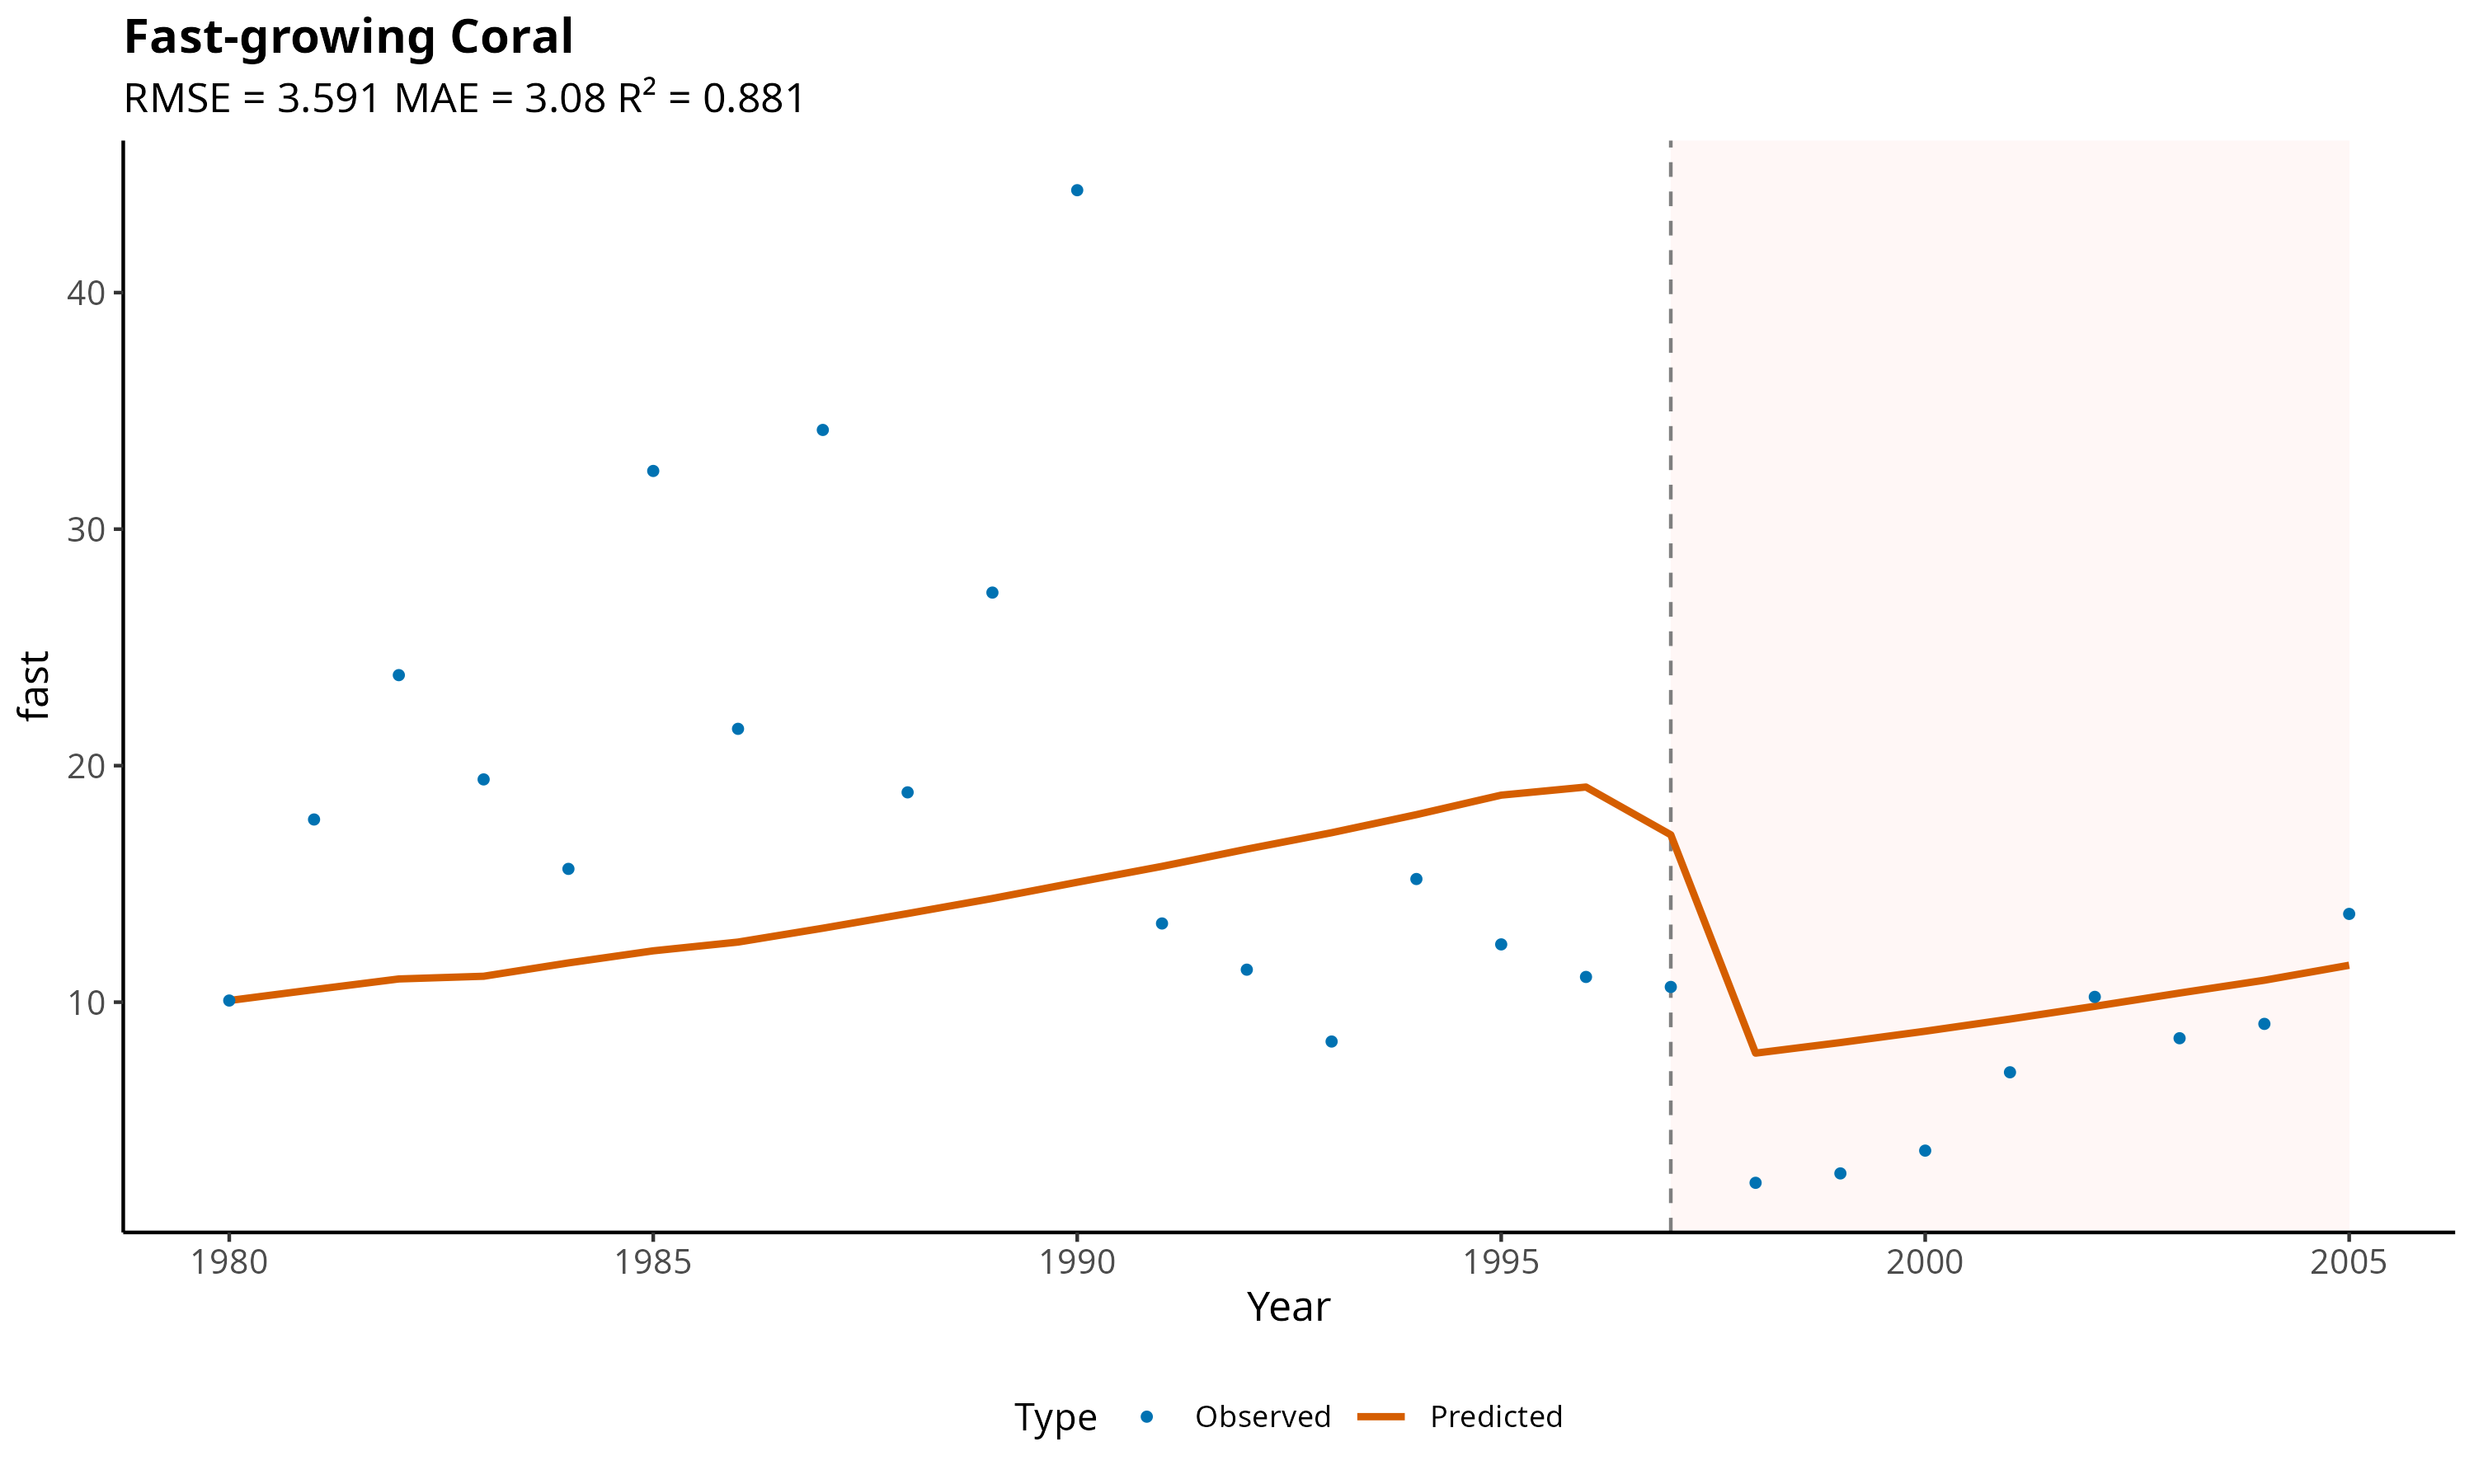 Fast-growing Coral
RMSE = 3.591 MAE = 3.08 R² = 0.881
40
30
20
10
fast
1980 1985 1990 1995 2000 2005
Year
Type Observed Predicted